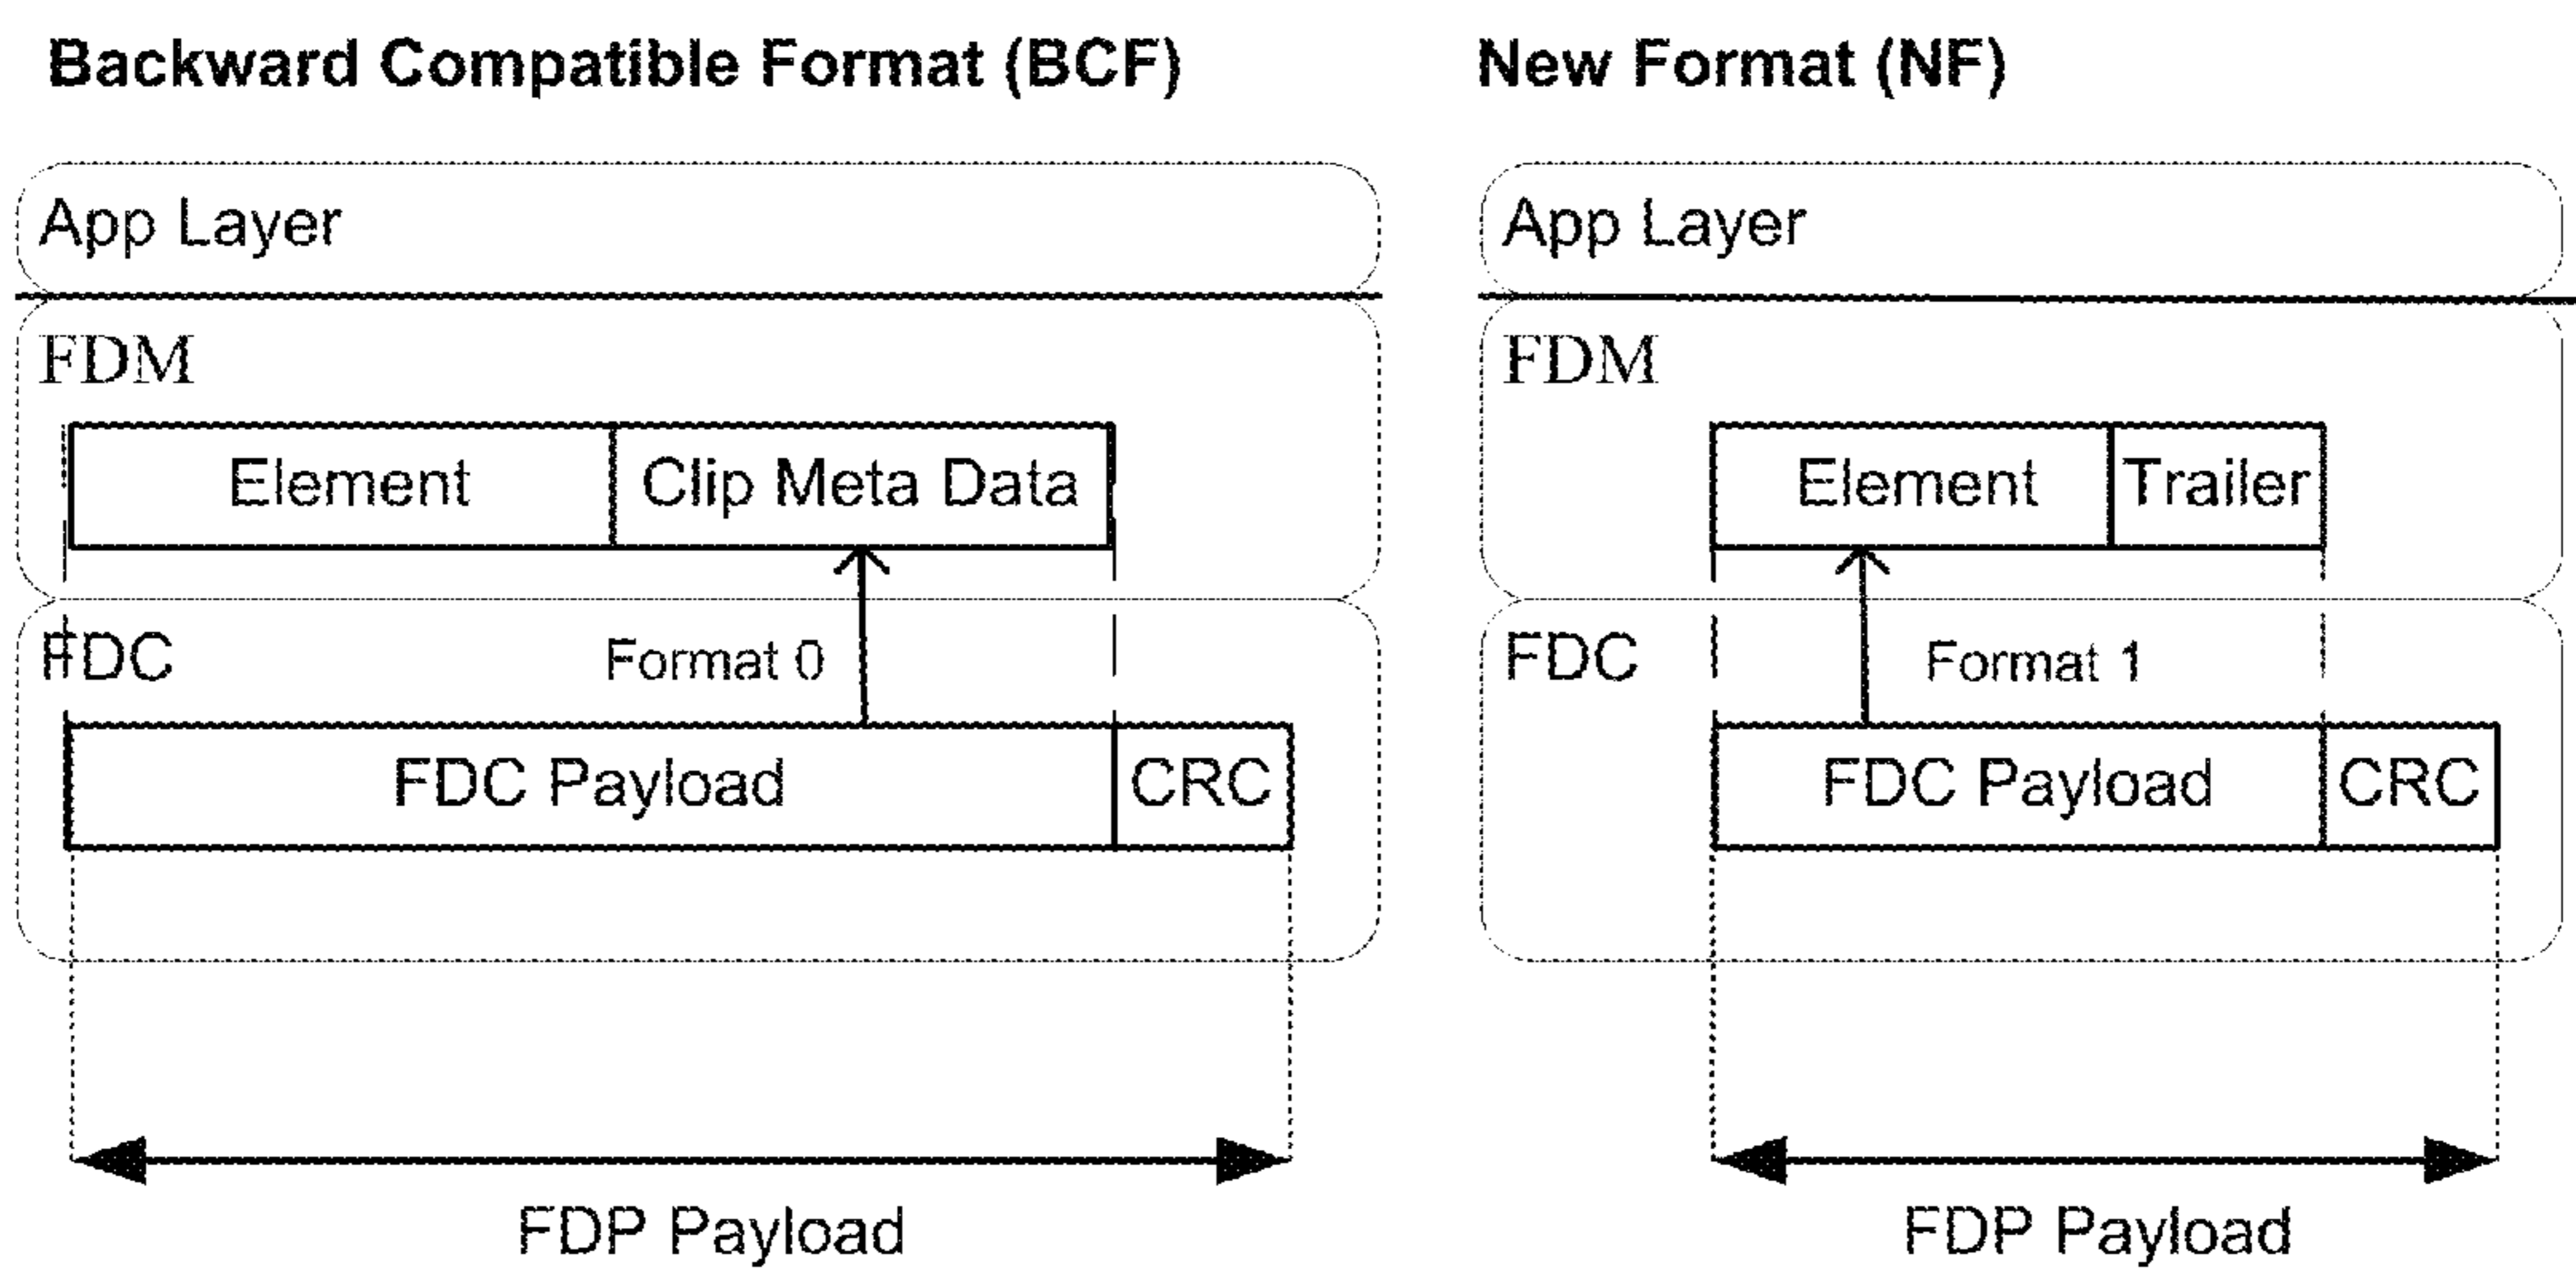 Backward Compatible Format (BCF)
App Layer
FDM
Element Clip Meta Data
FDC Format 0
FDC Payload CRC
FDP Payload
New Format (NF)
App Layer
FDM
Element Trailer
FDC Format 1
FDC Payload CRC
FDP Payload